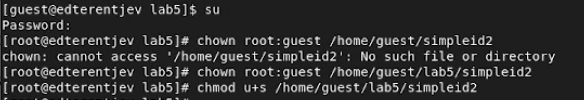 [guest@edterentjev lab5]$ su
Password:
[root@edterentjev lab5]# chown root:guest /home/guest/simpleid2
chown: cannot access '/home/guest/simpleid2': No such file or directory
[root@edterentjev lab5]# chown root:guest /home/guest/lab5/simpleid2
[root@edterentjev lab5]# chmod u+s /home/guest/lab5/simpleid2